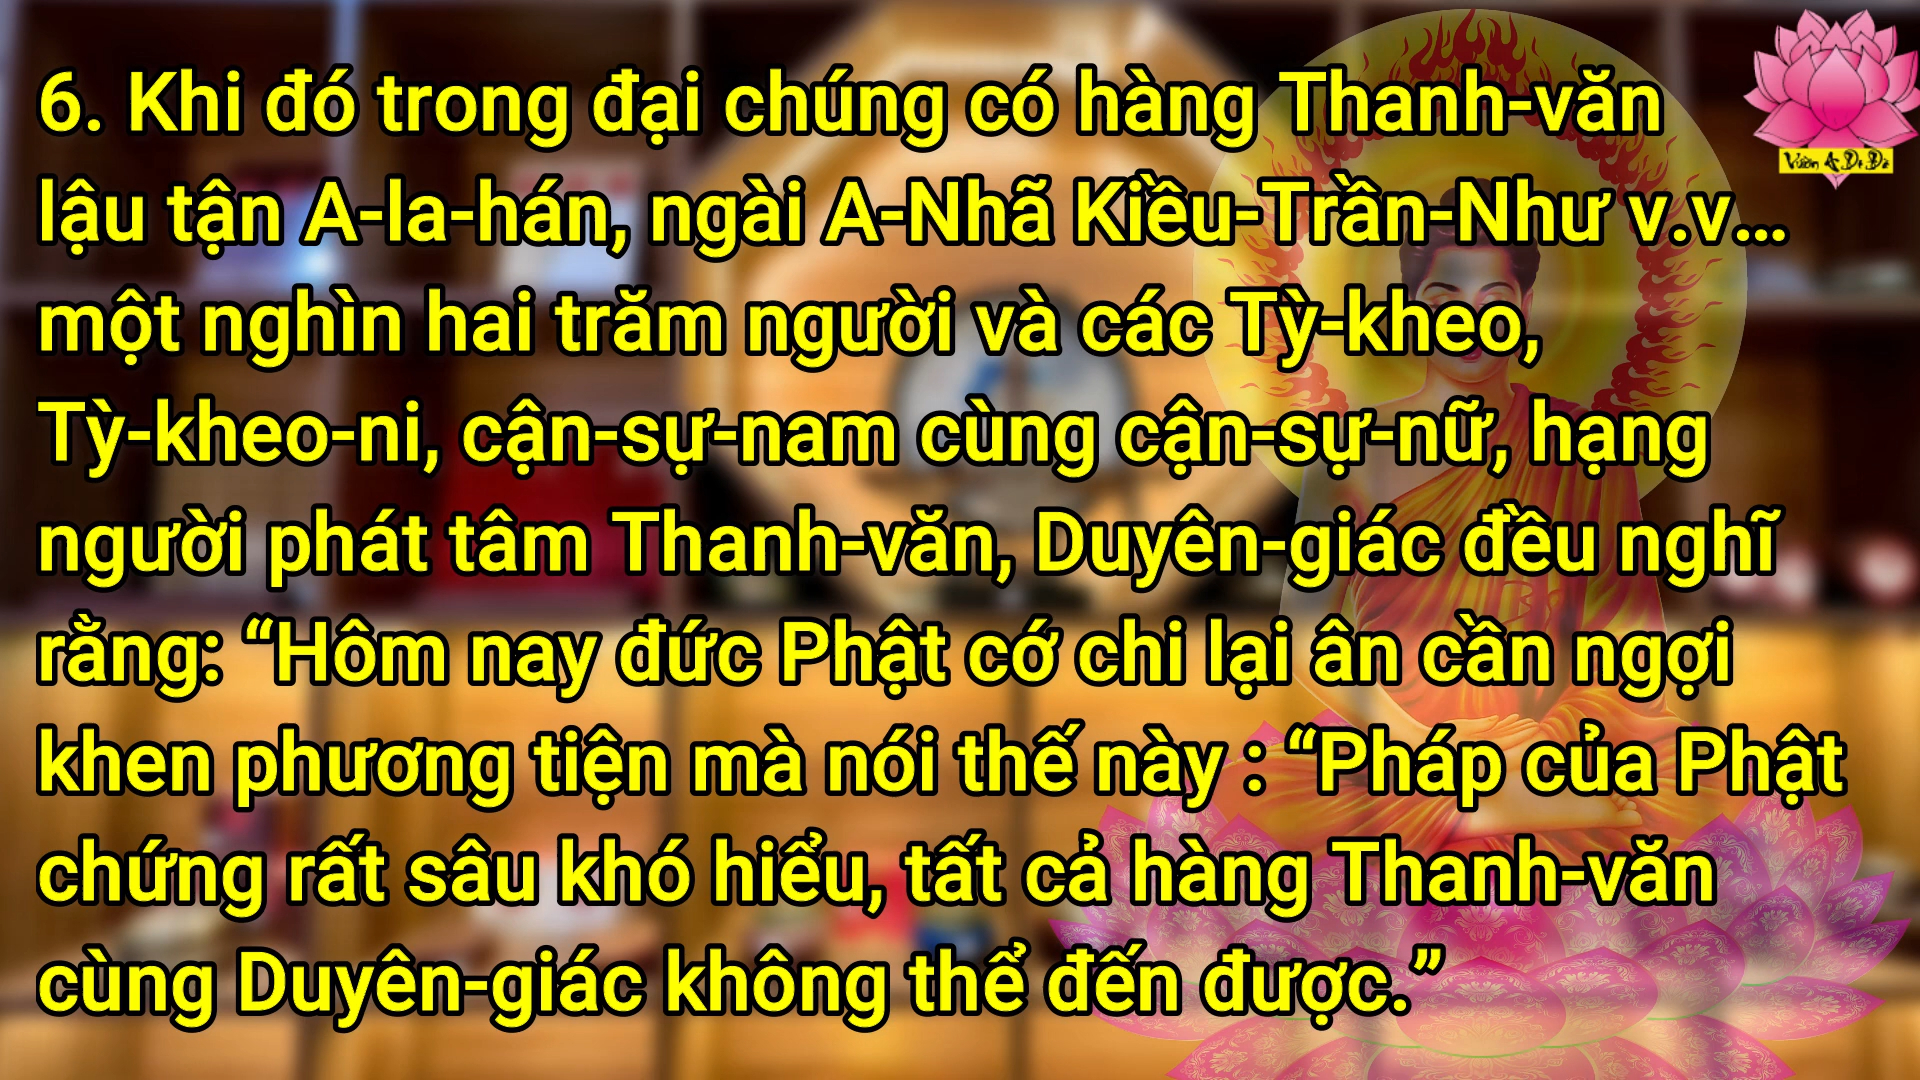 6. Khi đó trong đại chúng có hàng Thanh-văn
lậu tận A-la-hán, ngài A-Nhã Kiều-Trần-Như v.v...
một nghìn hai trăm người và các Tỳ-kheo,
Tỳ-kheo-ni, cận-sự-nam cùng cận-sự-nữ, hạng
người phát tâm Thanh-văn, Duyên-giác đều nghĩ
rằng: “Hôm nay đức Phật cớ chi lại ân cần ngợi
khen phương tiện mà nói thế này : “Pháp của Phật
chứng rất sâu khó hiểu, tất cả hàng Thanh-văn
cùng Duyên-giác không thể đến được.”
Vườn A Di Đà